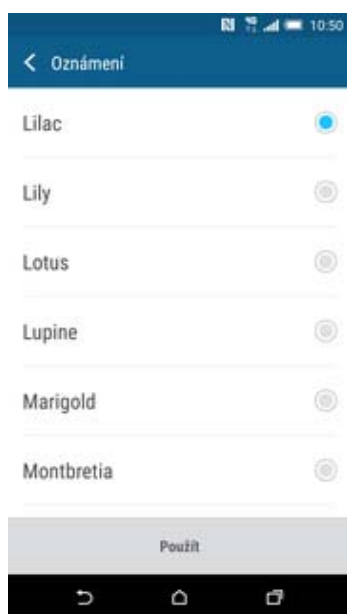 10:50
Oznámení
Lilac
Lily
Lotus
Lupine
Marigold
Montbretia
Použít